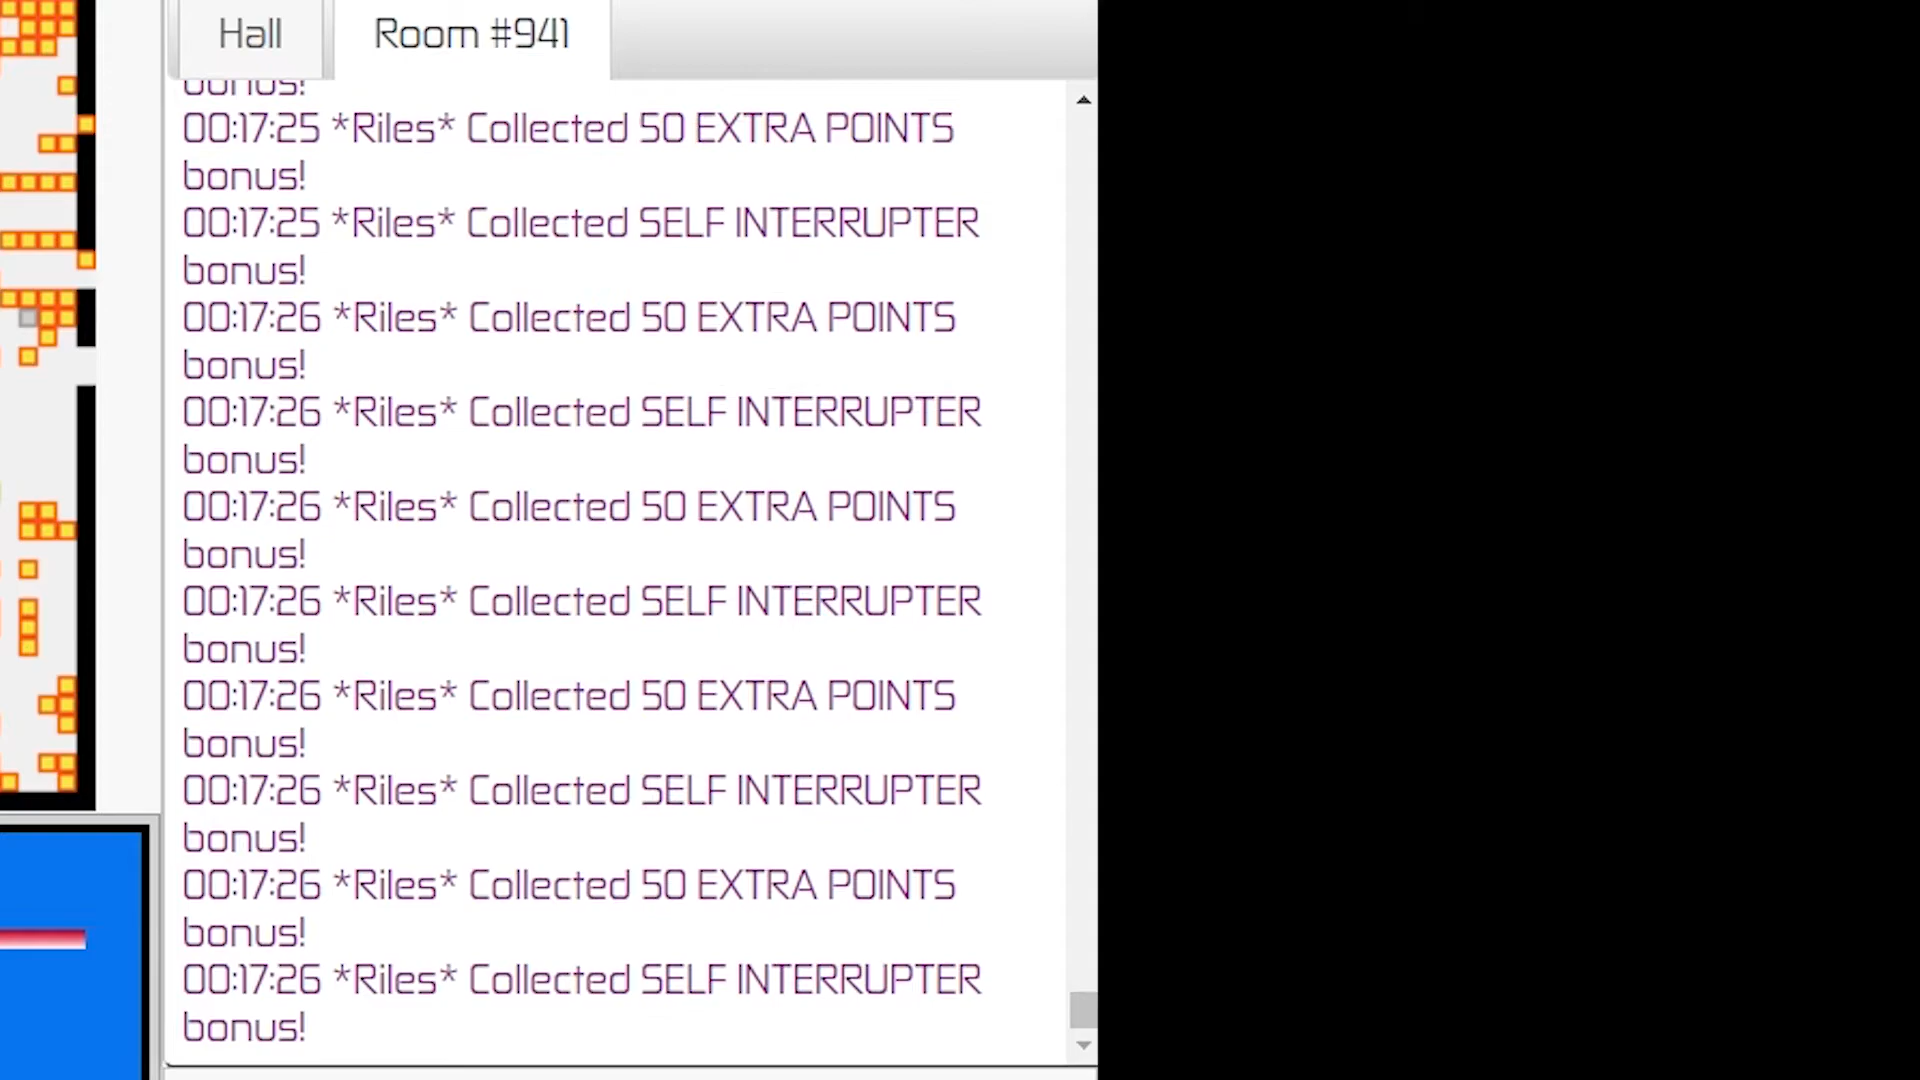 Hall
Room #941
bonus!
00:17:25 *Riles* Collected 50 EXTRA POINTS
bonus!
00:17:25 *Riles* Collected SELF INTERRUPTER
bonus!
00:17:26 *Riles* Collected 50 EXTRA POINTS
bonus!
00:17:26 *Riles* Collected SELF INTERRUPTER
bonus!
00:17:26 *Riles* Collected 50 EXTRA POINTS
bonus!
00:17:26 *Riles* Collected SELF INTERRUPTER
bonus!
00:17:26 *Riles* Collected 50 EXTRA POINTS
bonus!
00:17:26 *Riles* Collected SELF INTERRUPTER
bonus!
00:17:26 *Riles* Collected 50 EXTRA POINTS
bonus!
00:17:26 *Riles* Collected SELF INTERRUPTER
bonus!